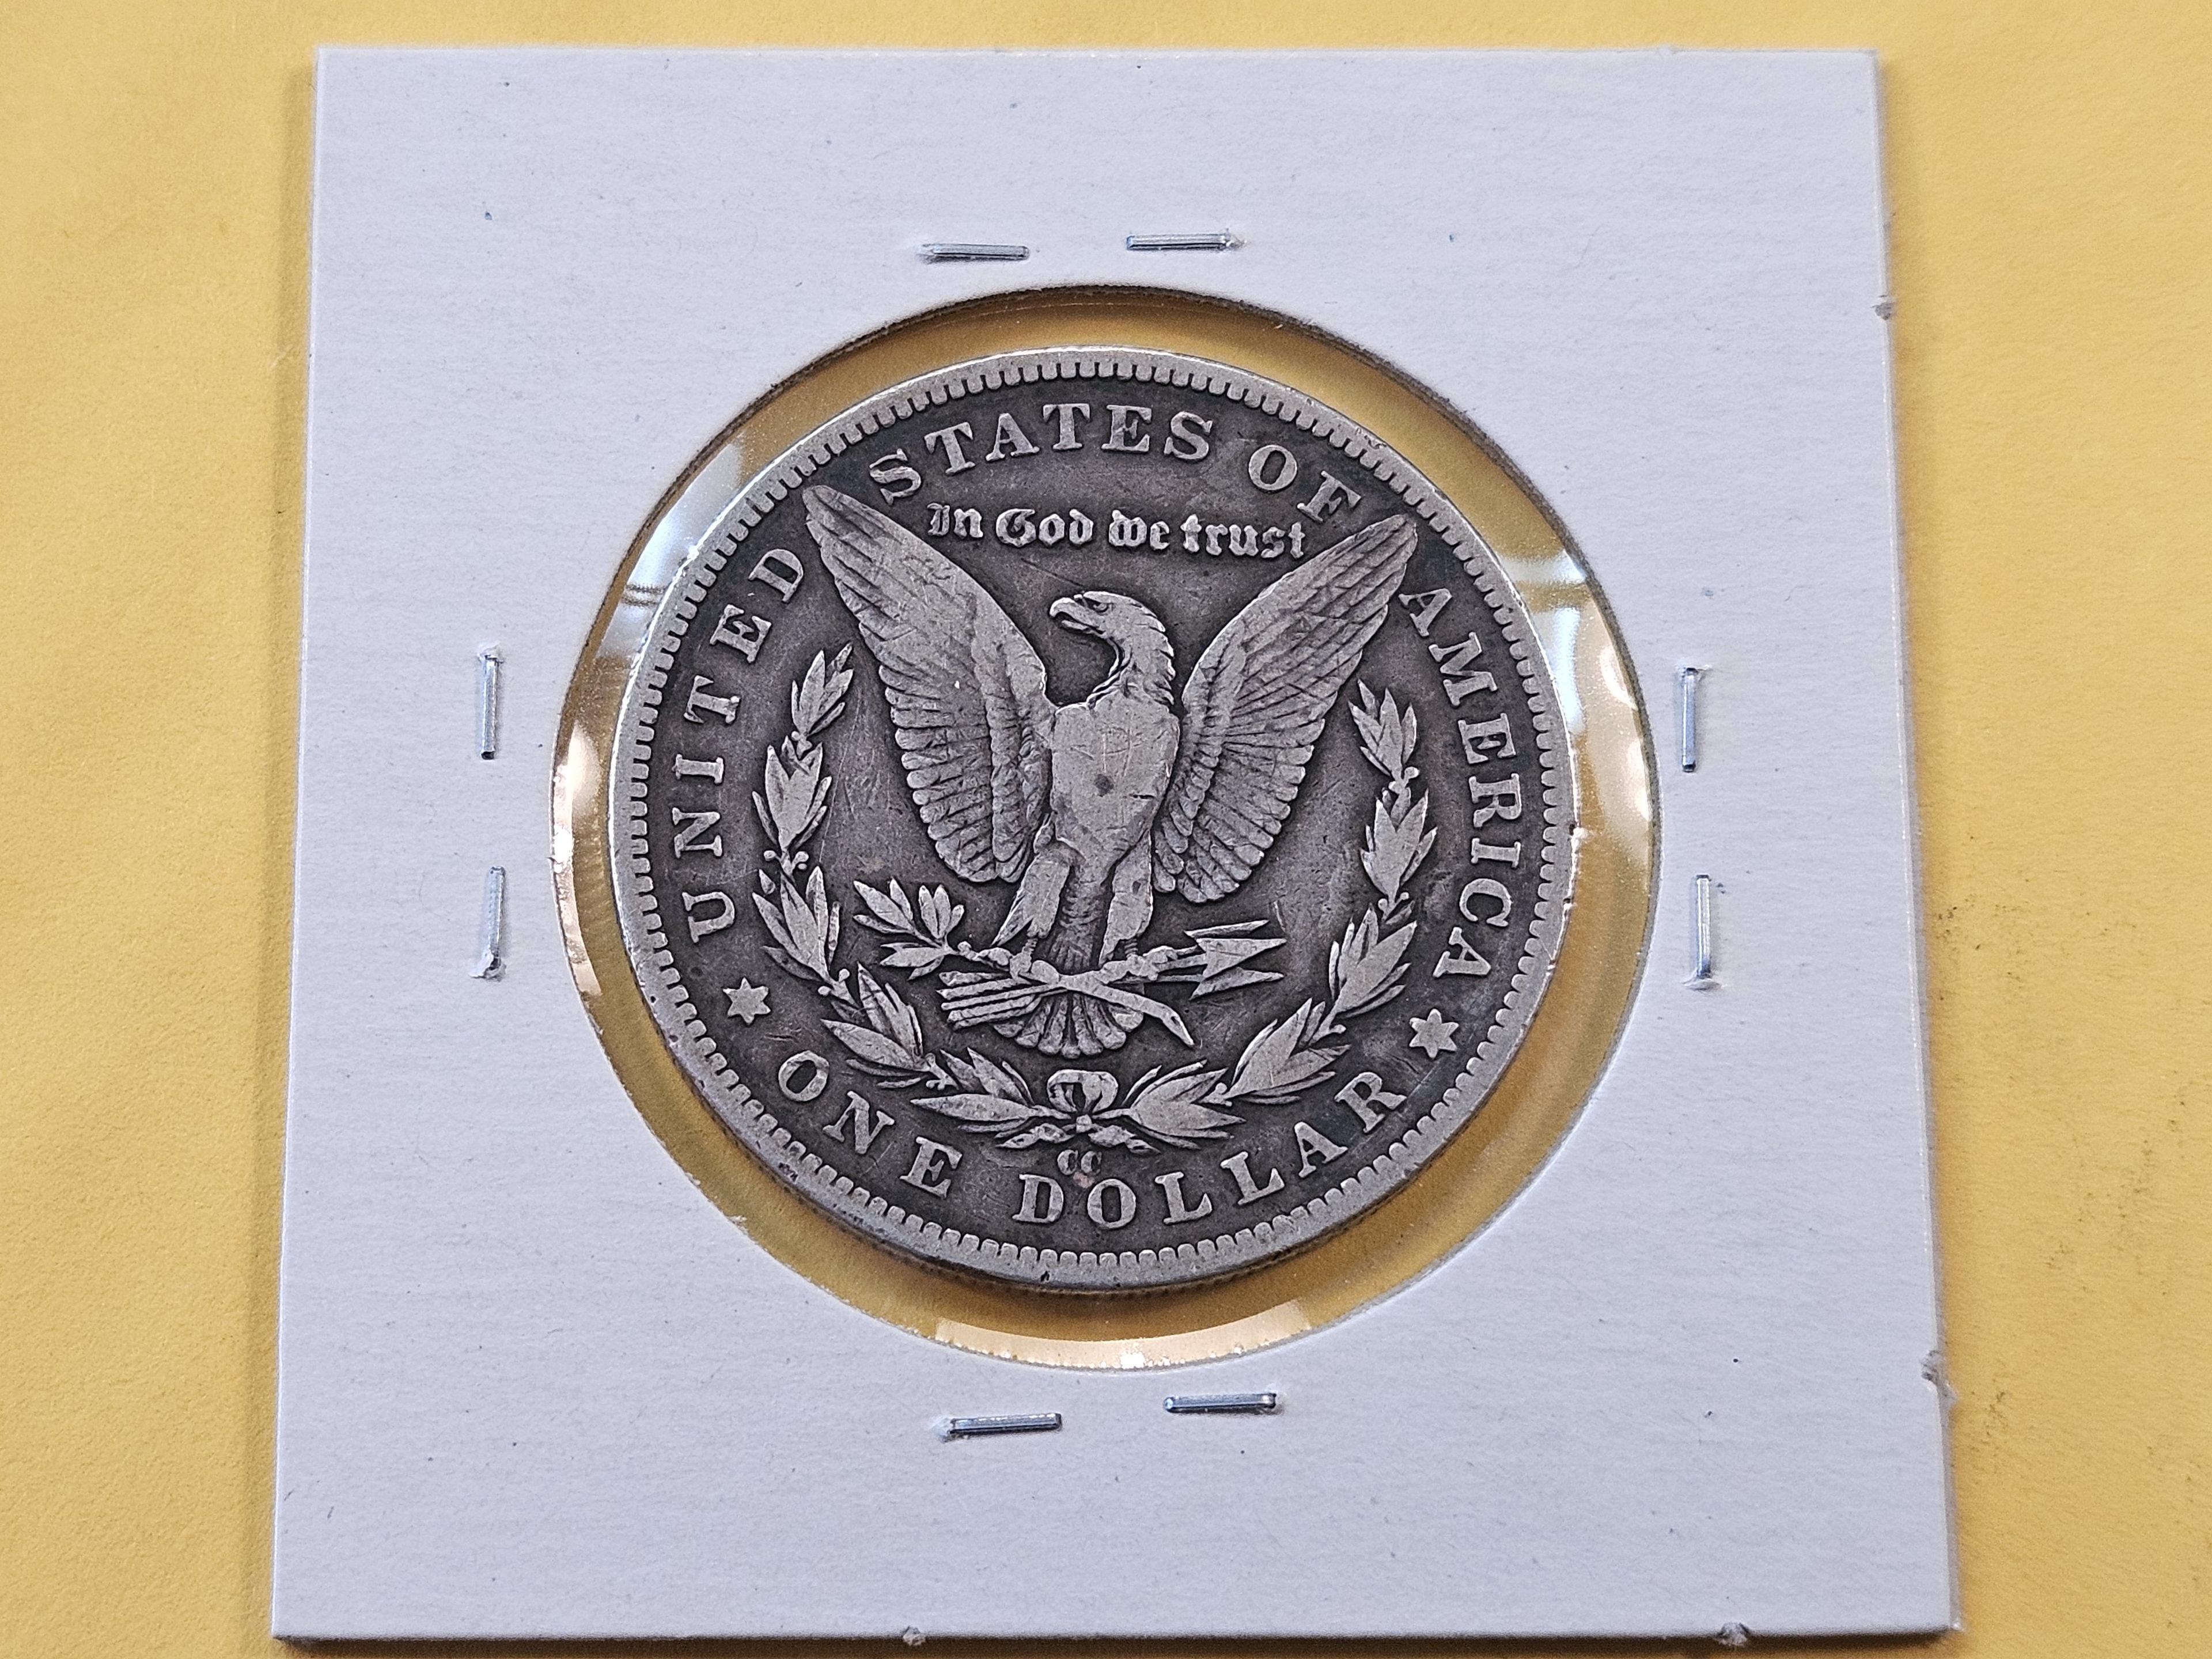 UNITED STATES OF AMERICA
In God we trust
CC
ONE DOLLAR